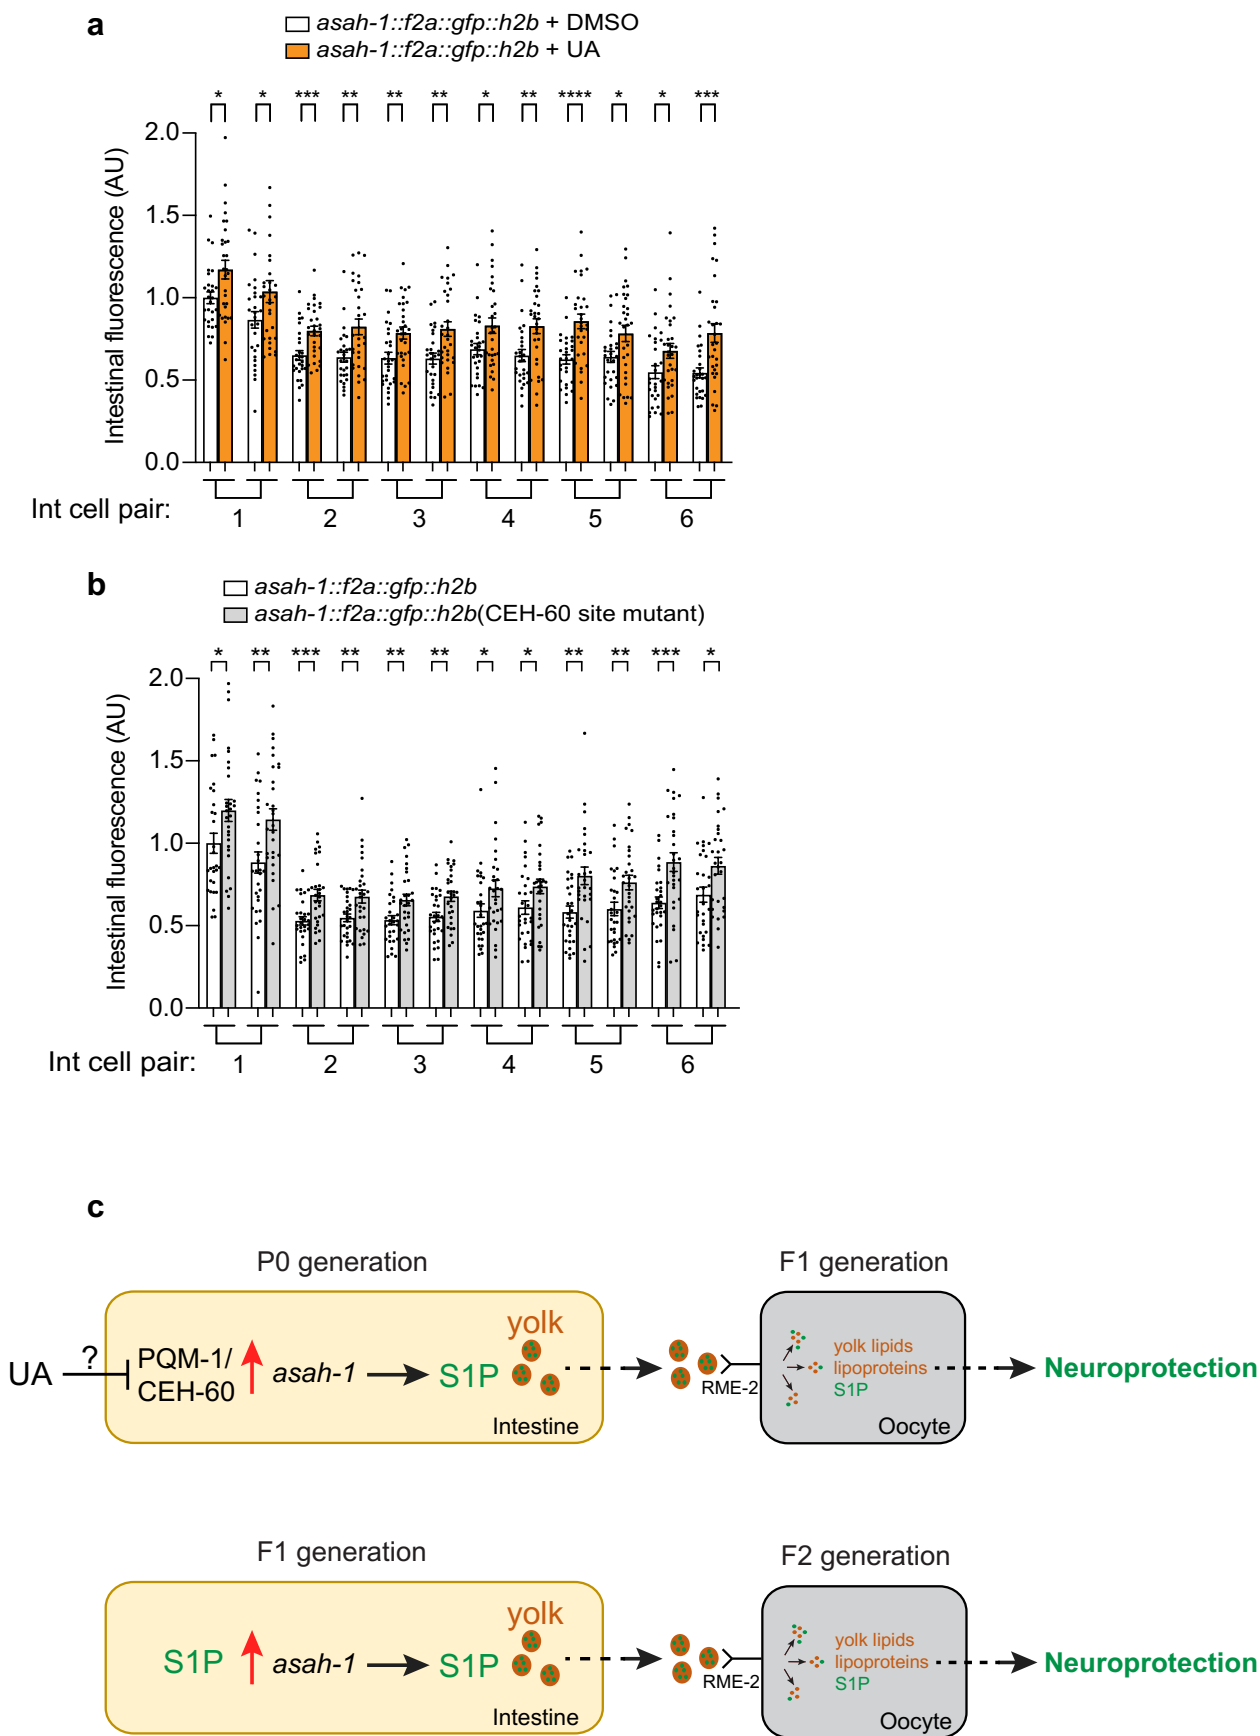 a
asah-1::f2a::gfp::h2b + DMSO
asah-1::f2a::gfp::h2b + UA
* * *** ** ** ** * ** **** * * ***
Intestinal fluorescence (AU)
2.0
1.5
1.0
0.5
0.0
Int cell pair: 1 2 3 4 5 6
b
asah-1::f2a::gfp::h2b
asah-1::f2a::gfp::h2b(CEH-60 site mutant)
* ** *** ** ** ** * * ** ** *** *
Intestinal fluorescence (AU)
2.0
1.5
1.0
0.5
0.0
Int cell pair: 1 2 3 4 5 6
c
P0 generation
F1 generation
UA
?
PQM-1/
CEH-60
asah-1
S1P
yolk
Intestine
RME-2
yolk lipids
lipoproteins
S1P
Oocyte
Neuroprotection
F1 generation
F2 generation
S1P
asah-1
S1P
yolk
Intestine
RME-2
yolk lipids
lipoproteins
S1P
Oocyte
Neuroprotection